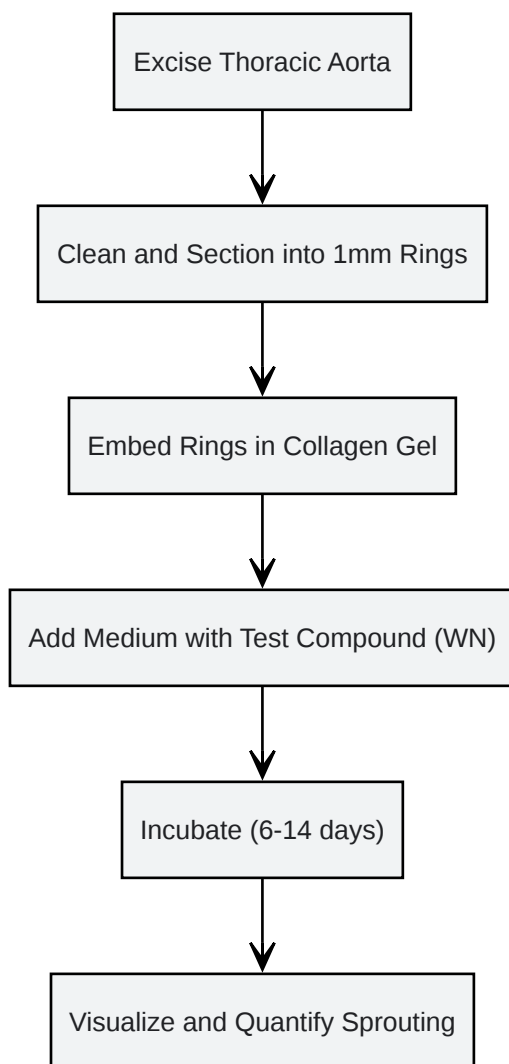 Excise Thoracic Aorta
Clean and Section into 1mm Rings
Embed Rings in Collagen Gel
Add Medium with Test Compound (WN)
Incubate (6-14 days)
Visualize and Quantify Sprouting